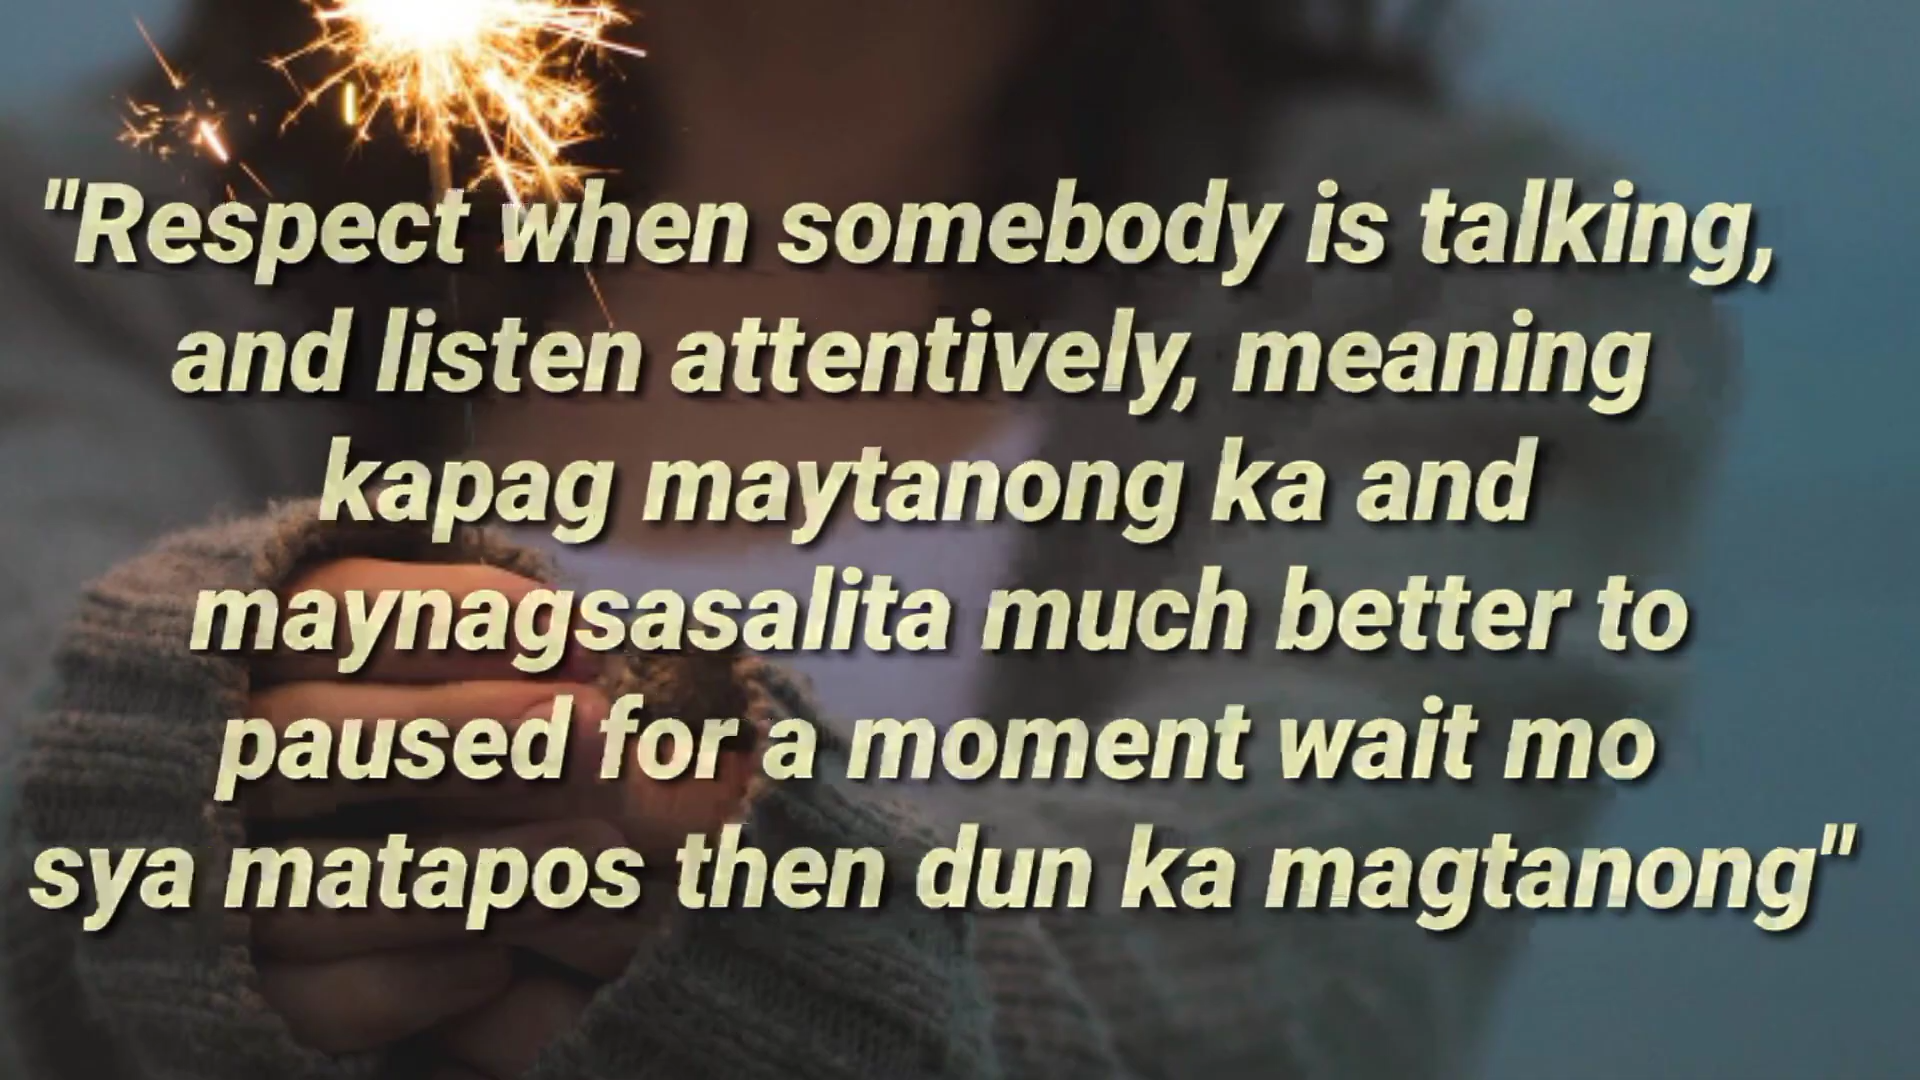 "Respect when somebody is talking,
and listen attentively, meaning
kapag maytanong ka and
maynagsasalita much better to
paused for a moment wait mo
sya matapos then dun ka magtanong"